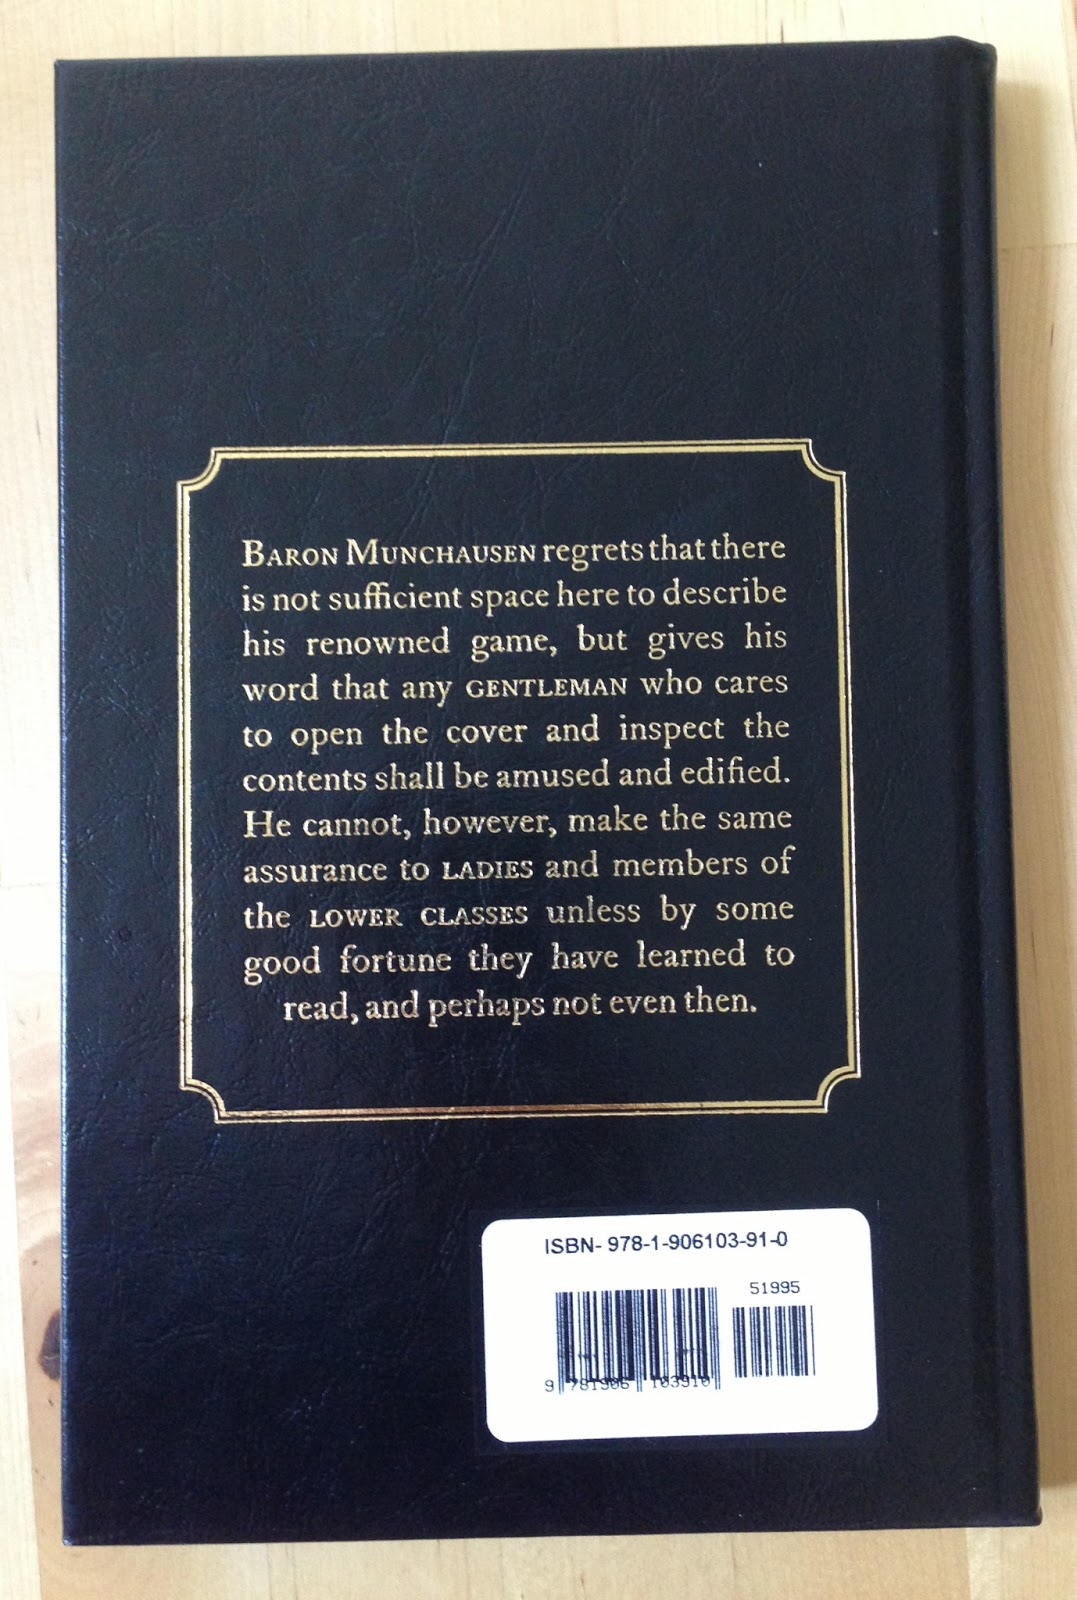 BARON MUNCHAUSEN regrets that there
is not sufficient space here to describe
his renowned game, but gives his
word that any GENTLEMAN who cares
to open the cover and inspect the
contents shall be amused and edified.
He cannot, however, make the same
assurance to LADIES and members of
the LOWER CLASSES unless by some
good fortune they have learned to
read, and perhaps not even then.
ISBN- 978-1-906103-91-0
51995
9 781906 103910